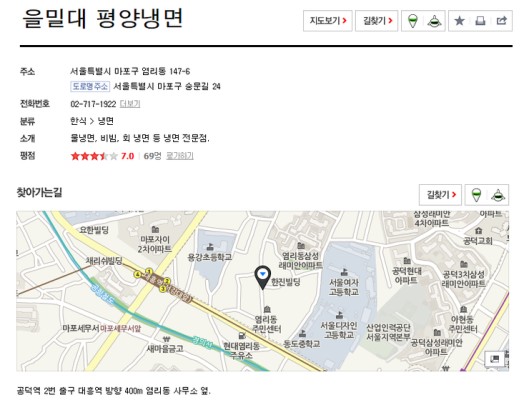 을밀대 평양냉면
지도보기 길찾기
주소 서울특별시 마포구 염리동 147-6
도로명주소 서울특별시 마포구 숭문길 24
전화번호 02-717-1922 더보기
분류 한식 > 냉면
소개 물냉면, 비빔, 회 냉면 등 냉면 전문점.
평점 7.0 69명 평가하기
찾아가는길
길찾기
삼성래미안
4차아파트
아파트
요한빌딩
마포자이
2차아파트
공덕교회
재리쉬빌딩
용강초등학교
염리동삼성
래미안아파트
한진빌딩
서울여자
고등학교
공덕현대
아파트
공덕3차삼성
래미안아파트
4 1 2 3
마포세무서 마포세무서앞
염리동
주민센터
서울디자인
고등학교
산업인력공단
서울지역본부
아현동
주민센터
새마을금고
현대염리동
주유소
동도중학교
공덕삼성래미안
아파트
공덕역 2번 출구 대흥역 방향 400m 염리동 사무소 옆.